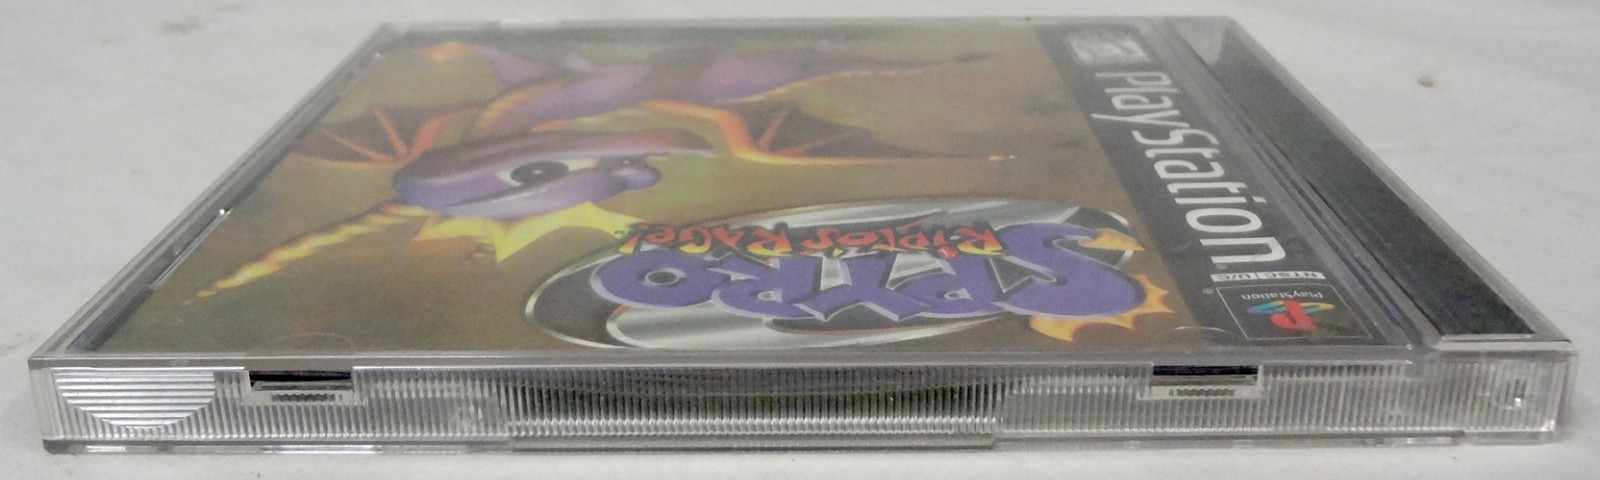 PlayStation
NTSC U/C
PlayStation
®
SPYRO
RIPTO'S RAGE!